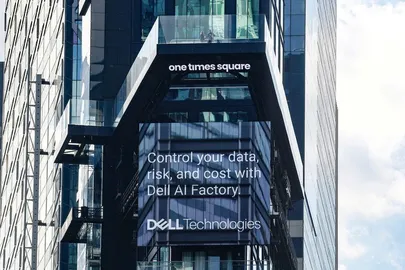 one times square
Control your data,
risk, and cost with
Dell AI Factory.
DELL Technologies